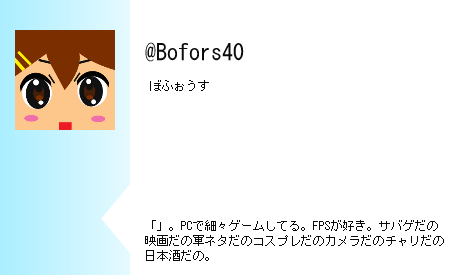 @Bofors40
ぼふぉうす
「」。PCで細々ゲームしてる。FPSが好き。サバゲだの
映画だの軍ネタだのコスプレだのカメラだのチャリだの
日本酒だの。